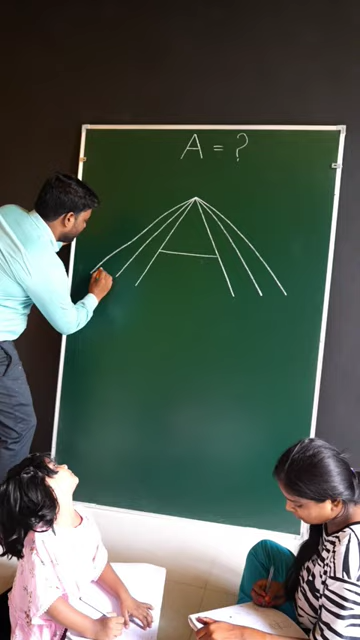 A = ?